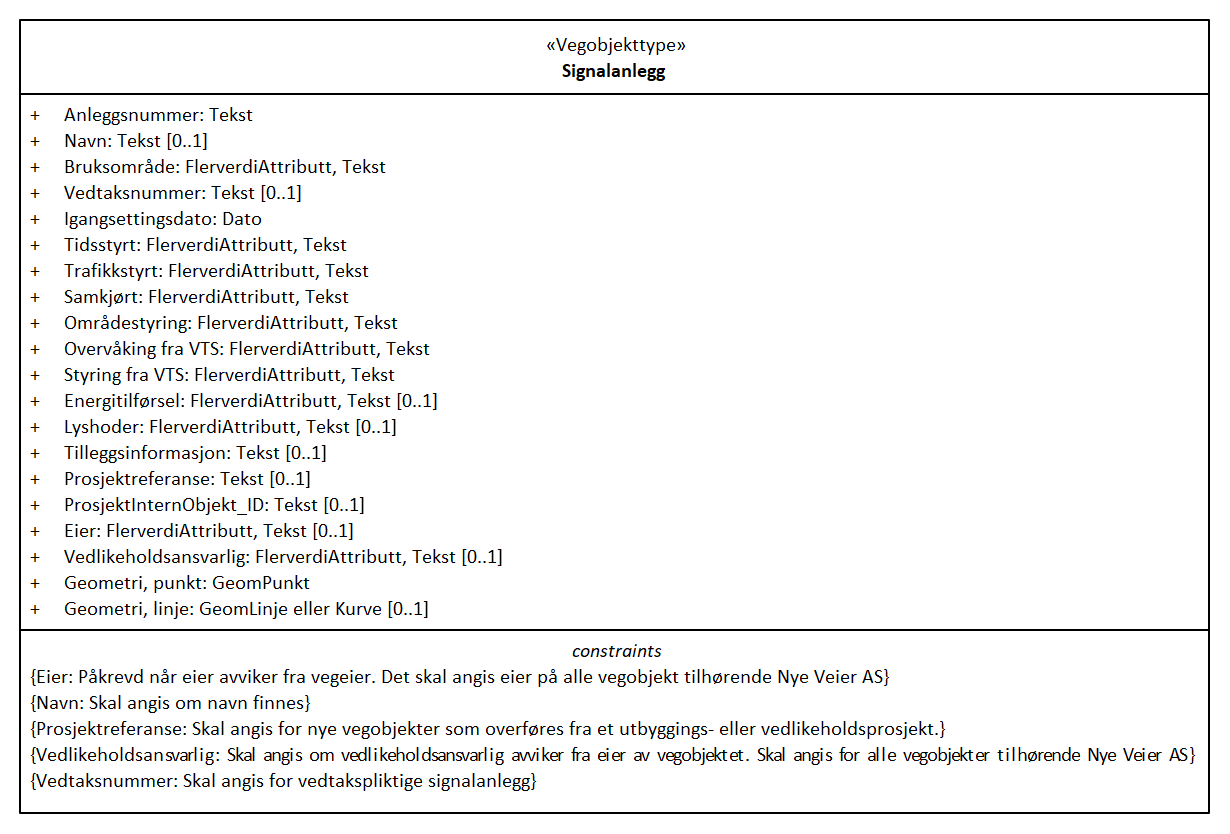 «Vegobjekttype»
Signalanlegg
+ Anleggsnummer: Tekst
+ Navn: Tekst [0..1]
+ Bruksområde: FlerverdiAttributt, Tekst
+ Vedtaksnummer: Tekst [0..1]
+ Igangsettingsdato: Dato
+ Tidsstyrt: FlerverdiAttributt, Tekst
+ Trafikkstyrt: FlerverdiAttributt, Tekst
+ Samkjørt: FlerverdiAttributt, Tekst
+ Områdestyring: FlerverdiAttributt, Tekst
+ Overvåking fra VTS: FlerverdiAttributt, Tekst
+ Styring fra VTS: FlerverdiAttributt, Tekst
+ Energitilførsel: FlerverdiAttributt, Tekst [0..1]
+ Lyshoder: FlerverdiAttributt, Tekst [0..1]
+ Tilleggsinformasjon: Tekst [0..1]
+ Prosjektreferanse: Tekst [0..1]
+ ProsjektInternObjekt_ID: Tekst [0..1]
+ Eier: FlerverdiAttributt, Tekst [0..1]
+ Vedlikeholdsansvarlig: FlerverdiAttributt, Tekst [0..1]
+ Geometri, punkt: GeomPunkt
+ Geometri, linje: GeomLinje eller Kurve [0..1]
constraints
{Eier: Påkrevd når eier avviker fra vegeier. Det skal angis eier på alle vegobjekt tilhørende Nye Veier AS}
{Navn: Skal angis om navn finnes}
{Prosjektreferanse: Skal angis for nye vegobjekter som overføres fra et utbyggings- eller vedlikeholdsprosjekt.}
{Vedlikeholdsansvarlig: Skal angis om vedlikeholdsansvarlig avviker fra eier av vegobjektet. Skal angis for alle vegobjekter tilhørende Nye Veier AS}
{Vedtaksnummer: Skal angis for vedtakspliktige signalanlegg}